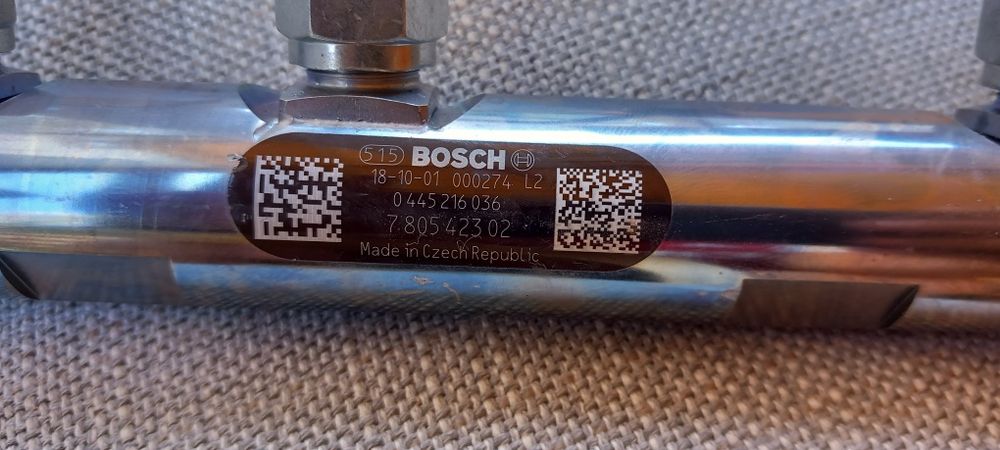 515 BOSCH
18-10-01 000274 L2
0 445 216 036
7 805 423 02
Made in Czech Republic